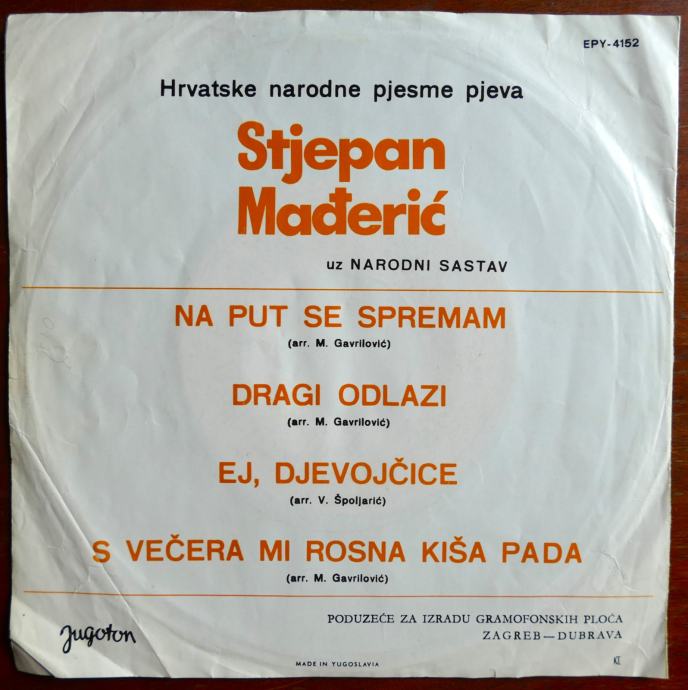 EPY-4152
Hrvatske narodne pjesme pjeva
Stjepan
Mađerić
uz NARODNI SASTAV
NA PUT SE SPREMAM
(arr. M. Gavrilović)
DRAGI ODLAZI
(arr. M. Gavrilović)
EJ, DJEVOJČICE
(arr. V. Špoljarić)
S VEČERA MI ROSNA KIŠA PADA
(arr. M. Gavrilović)
Jugoton
PODUZEĆE ZA IZRADU GRAMOFONSKIH PLOČA
ZAGREB—DUBRAVA
MADE IN YUGOSLAVIA